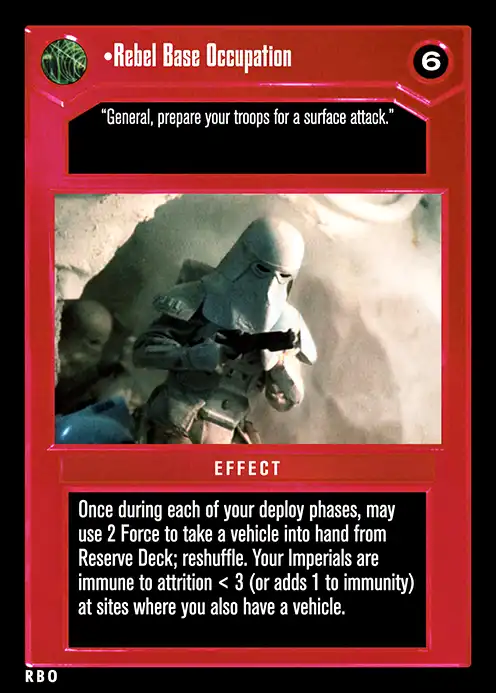 •Rebel Base Occupation
6
“General, prepare your troops for a surface attack.”
EFFECT
Once during each of your deploy phases, may
use 2 Force to take a vehicle into hand from
Reserve Deck; reshuffle. Your Imperials are
immune to attrition < 3 (or adds 1 to immunity)
at sites where you also have a vehicle.
RBO